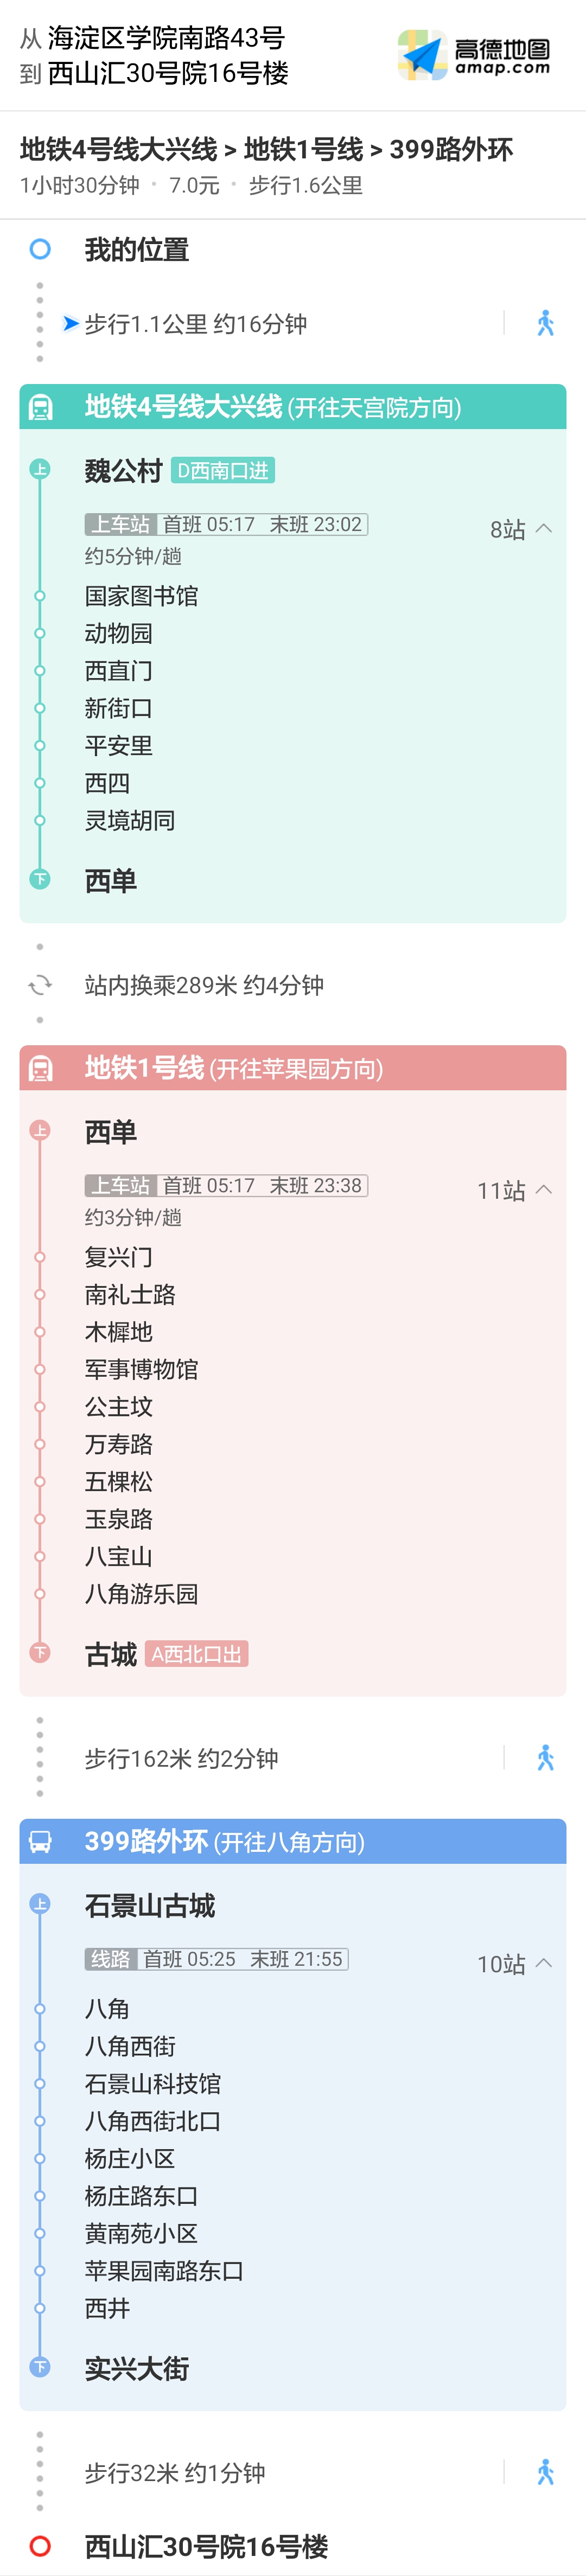 从 海淀区学院南路43号
到 西山汇30号院16号楼
高德地图
amap.com
地铁4号线大兴线 > 地铁1号线 > 399路外环
1小时30分钟 · 7.0元 · 步行1.6公里
我的位置
步行1.1公里 约16分钟
地铁4号线大兴线 (开往天宫院方向)
上 魏公村 D西南口进
上车站 首班 05:17 末班 23:02
8站
约5分钟/趟
国家图书馆
动物园
西直门
新街口
平安里
西四
灵境胡同
下 西单
站内换乘289米 约4分钟
地铁1号线 (开往苹果园方向)
上 西单
上车站 首班 05:17 末班 23:38
11站
约3分钟/趟
复兴门
南礼士路
木樨地
军事博物馆
公主坟
万寿路
五棵松
玉泉路
八宝山
八角游乐园
下 古城 A西北口出
步行162米 约2分钟
399路外环 (开往八角方向)
上 石景山古城
线路 首班 05:25 末班 21:55
10站
八角
八角西街
石景山科技馆
八角西街北口
杨庄小区
杨庄路东口
黄南苑小区
苹果园南路东口
西井
下 实兴大街
步行32米 约1分钟
西山汇30号院16号楼